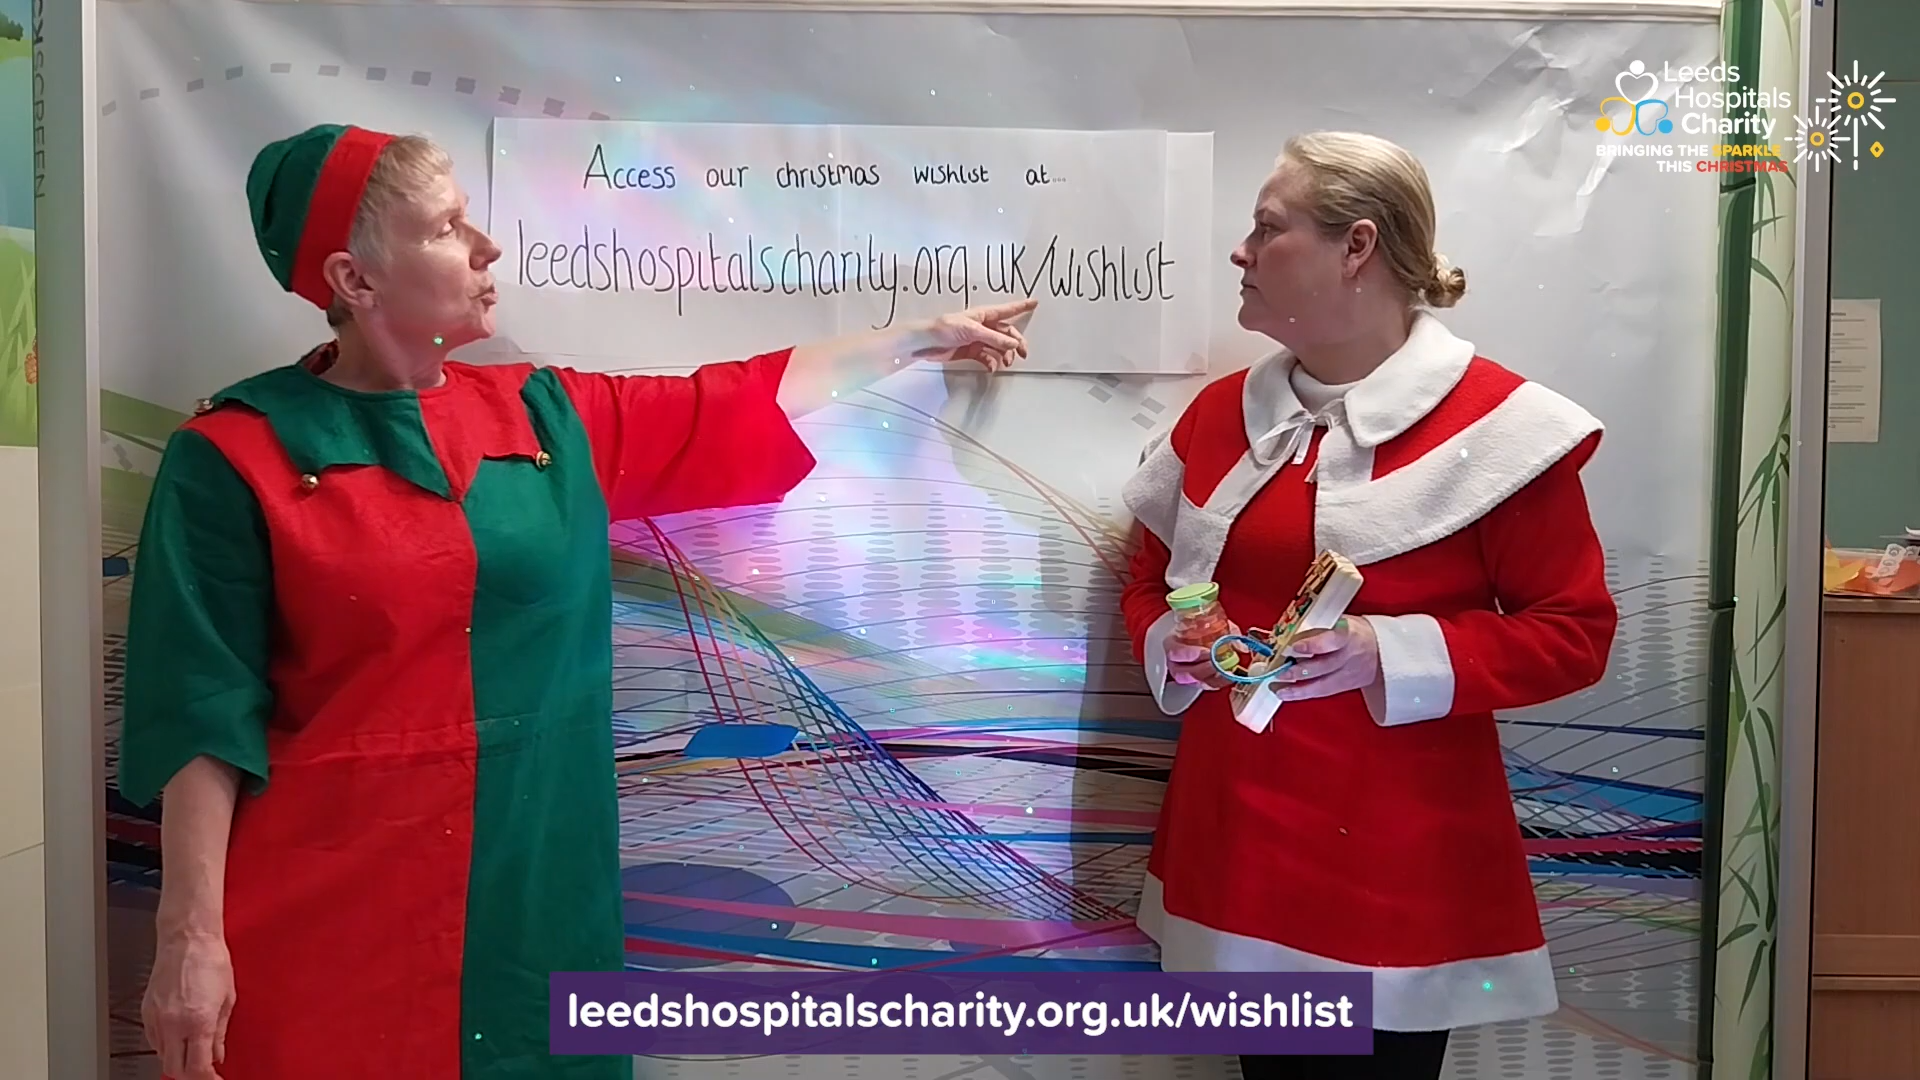 Access our christmas wishlist at...
leedshospitalscharity.org.uk/wishlist
Leeds
Hospitals
Charity
BRINGING THE SPARKLE
THIS CHRISTMAS
leedshospitalscharity.org.uk/wishlist